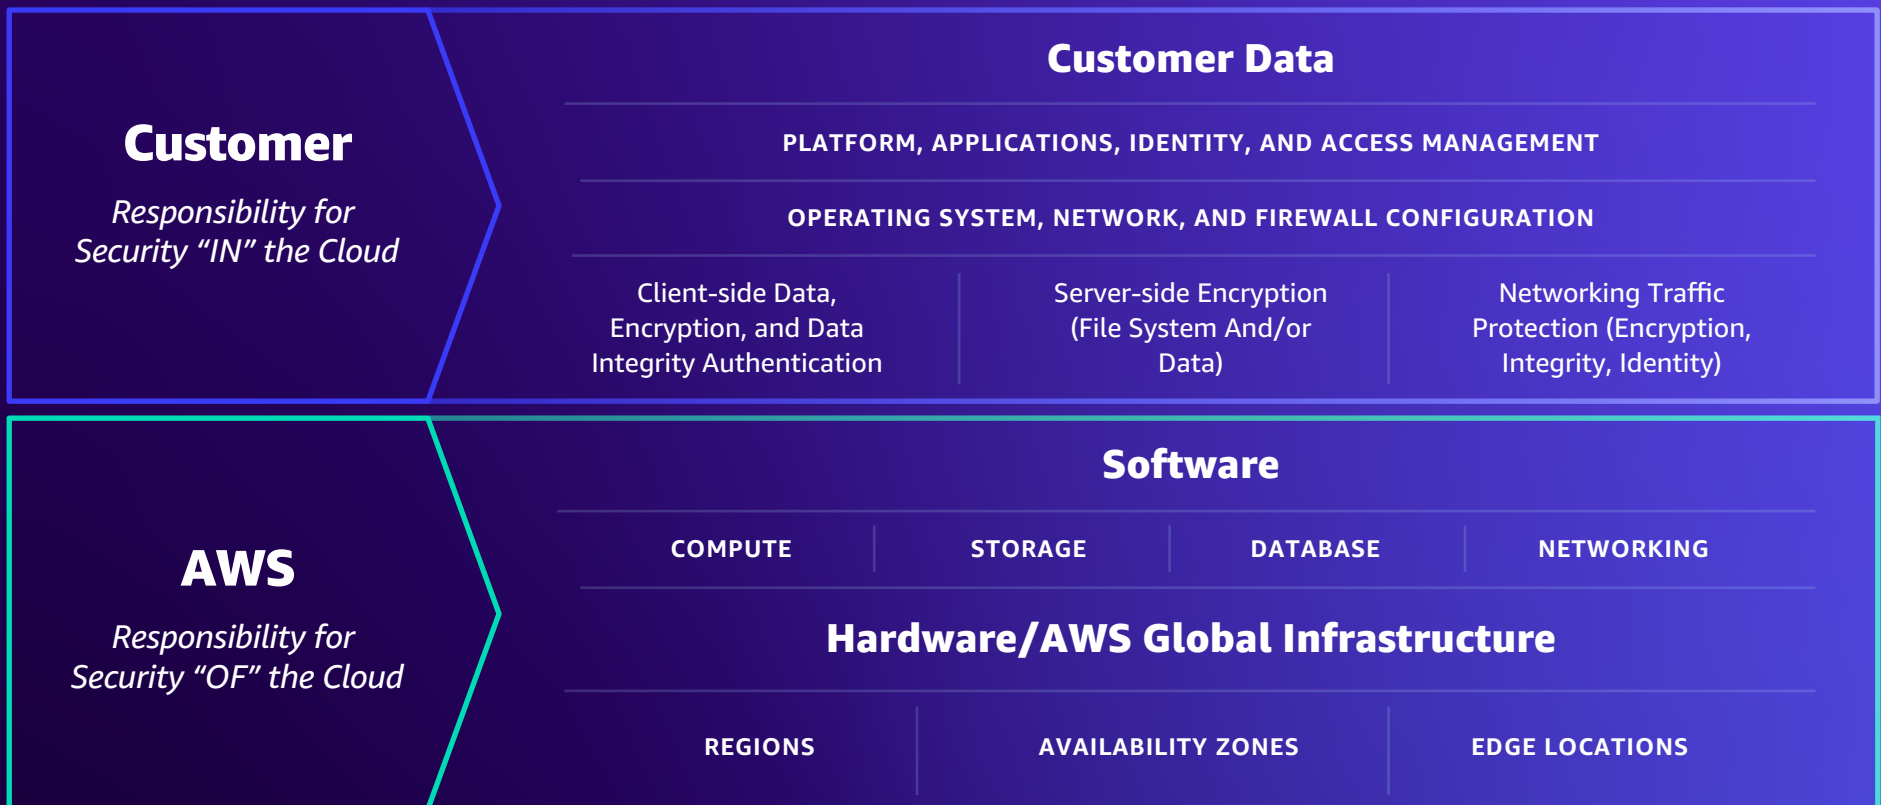 Customer
Responsibility for
Security “IN” the Cloud
Customer Data
PLATFORM, APPLICATIONS, IDENTITY, AND ACCESS MANAGEMENT
OPERATING SYSTEM, NETWORK, AND FIREWALL CONFIGURATION
Client-side Data,
Encryption, and Data
Integrity Authentication
Server-side Encryption
(File System And/or
Data)
Networking Traffic
Protection (Encryption,
Integrity, Identity)
AWS
Responsibility for
Security “OF” the Cloud
Software
COMPUTE
STORAGE
DATABASE
NETWORKING
Hardware/AWS Global Infrastructure
REGIONS
AVAILABILITY ZONES
EDGE LOCATIONS